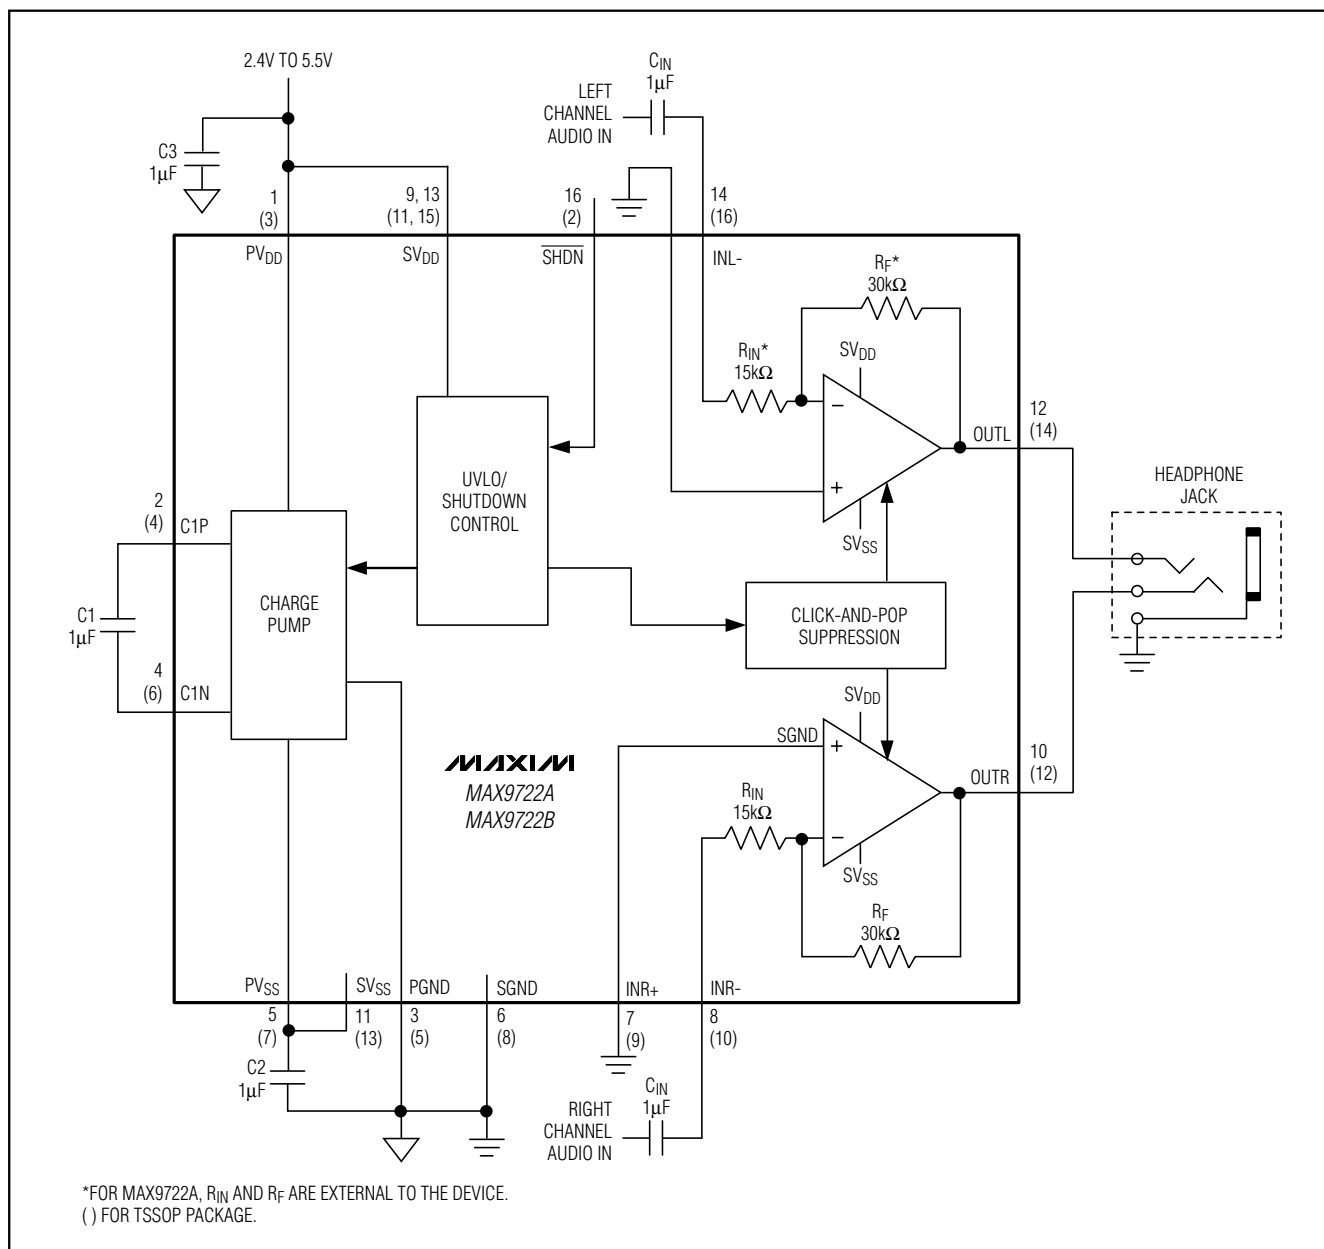 2.4V TO 5.5V
C3
1µF
1
(3)
9, 13
(11, 15)
16
(2)
LEFT
CHANNEL
AUDIO IN
CIN
1µF
14
(16)
PVDD
SVDD
SHDN
INL-
RF*
30kΩ
RIN*
15kΩ
SVDD
−
+
SVSS
OUTL
12
(14)
HEADPHONE
JACK
UVLO/
SHUTDOWN
CONTROL
2
(4)
C1P
C1
1µF
4
(6)
C1N
CHARGE
PUMP
CLICK-AND-POP
SUPPRESSION
MAXIM
MAX9722A
MAX9722B
SVDD
SGND
+
−
SVSS
RIN
15kΩ
RF
30kΩ
OUTR
10
(12)
PVSS
SVSS
PGND
SGND
INR+
INR-
5
(7)
11
(13)
3
(5)
6
(8)
7
(9)
8
(10)
C2
1µF
RIGHT
CHANNEL
AUDIO IN
CIN
1µF
*FOR MAX9722A, RIN AND RF ARE EXTERNAL TO THE DEVICE.
( ) FOR TSSOP PACKAGE.